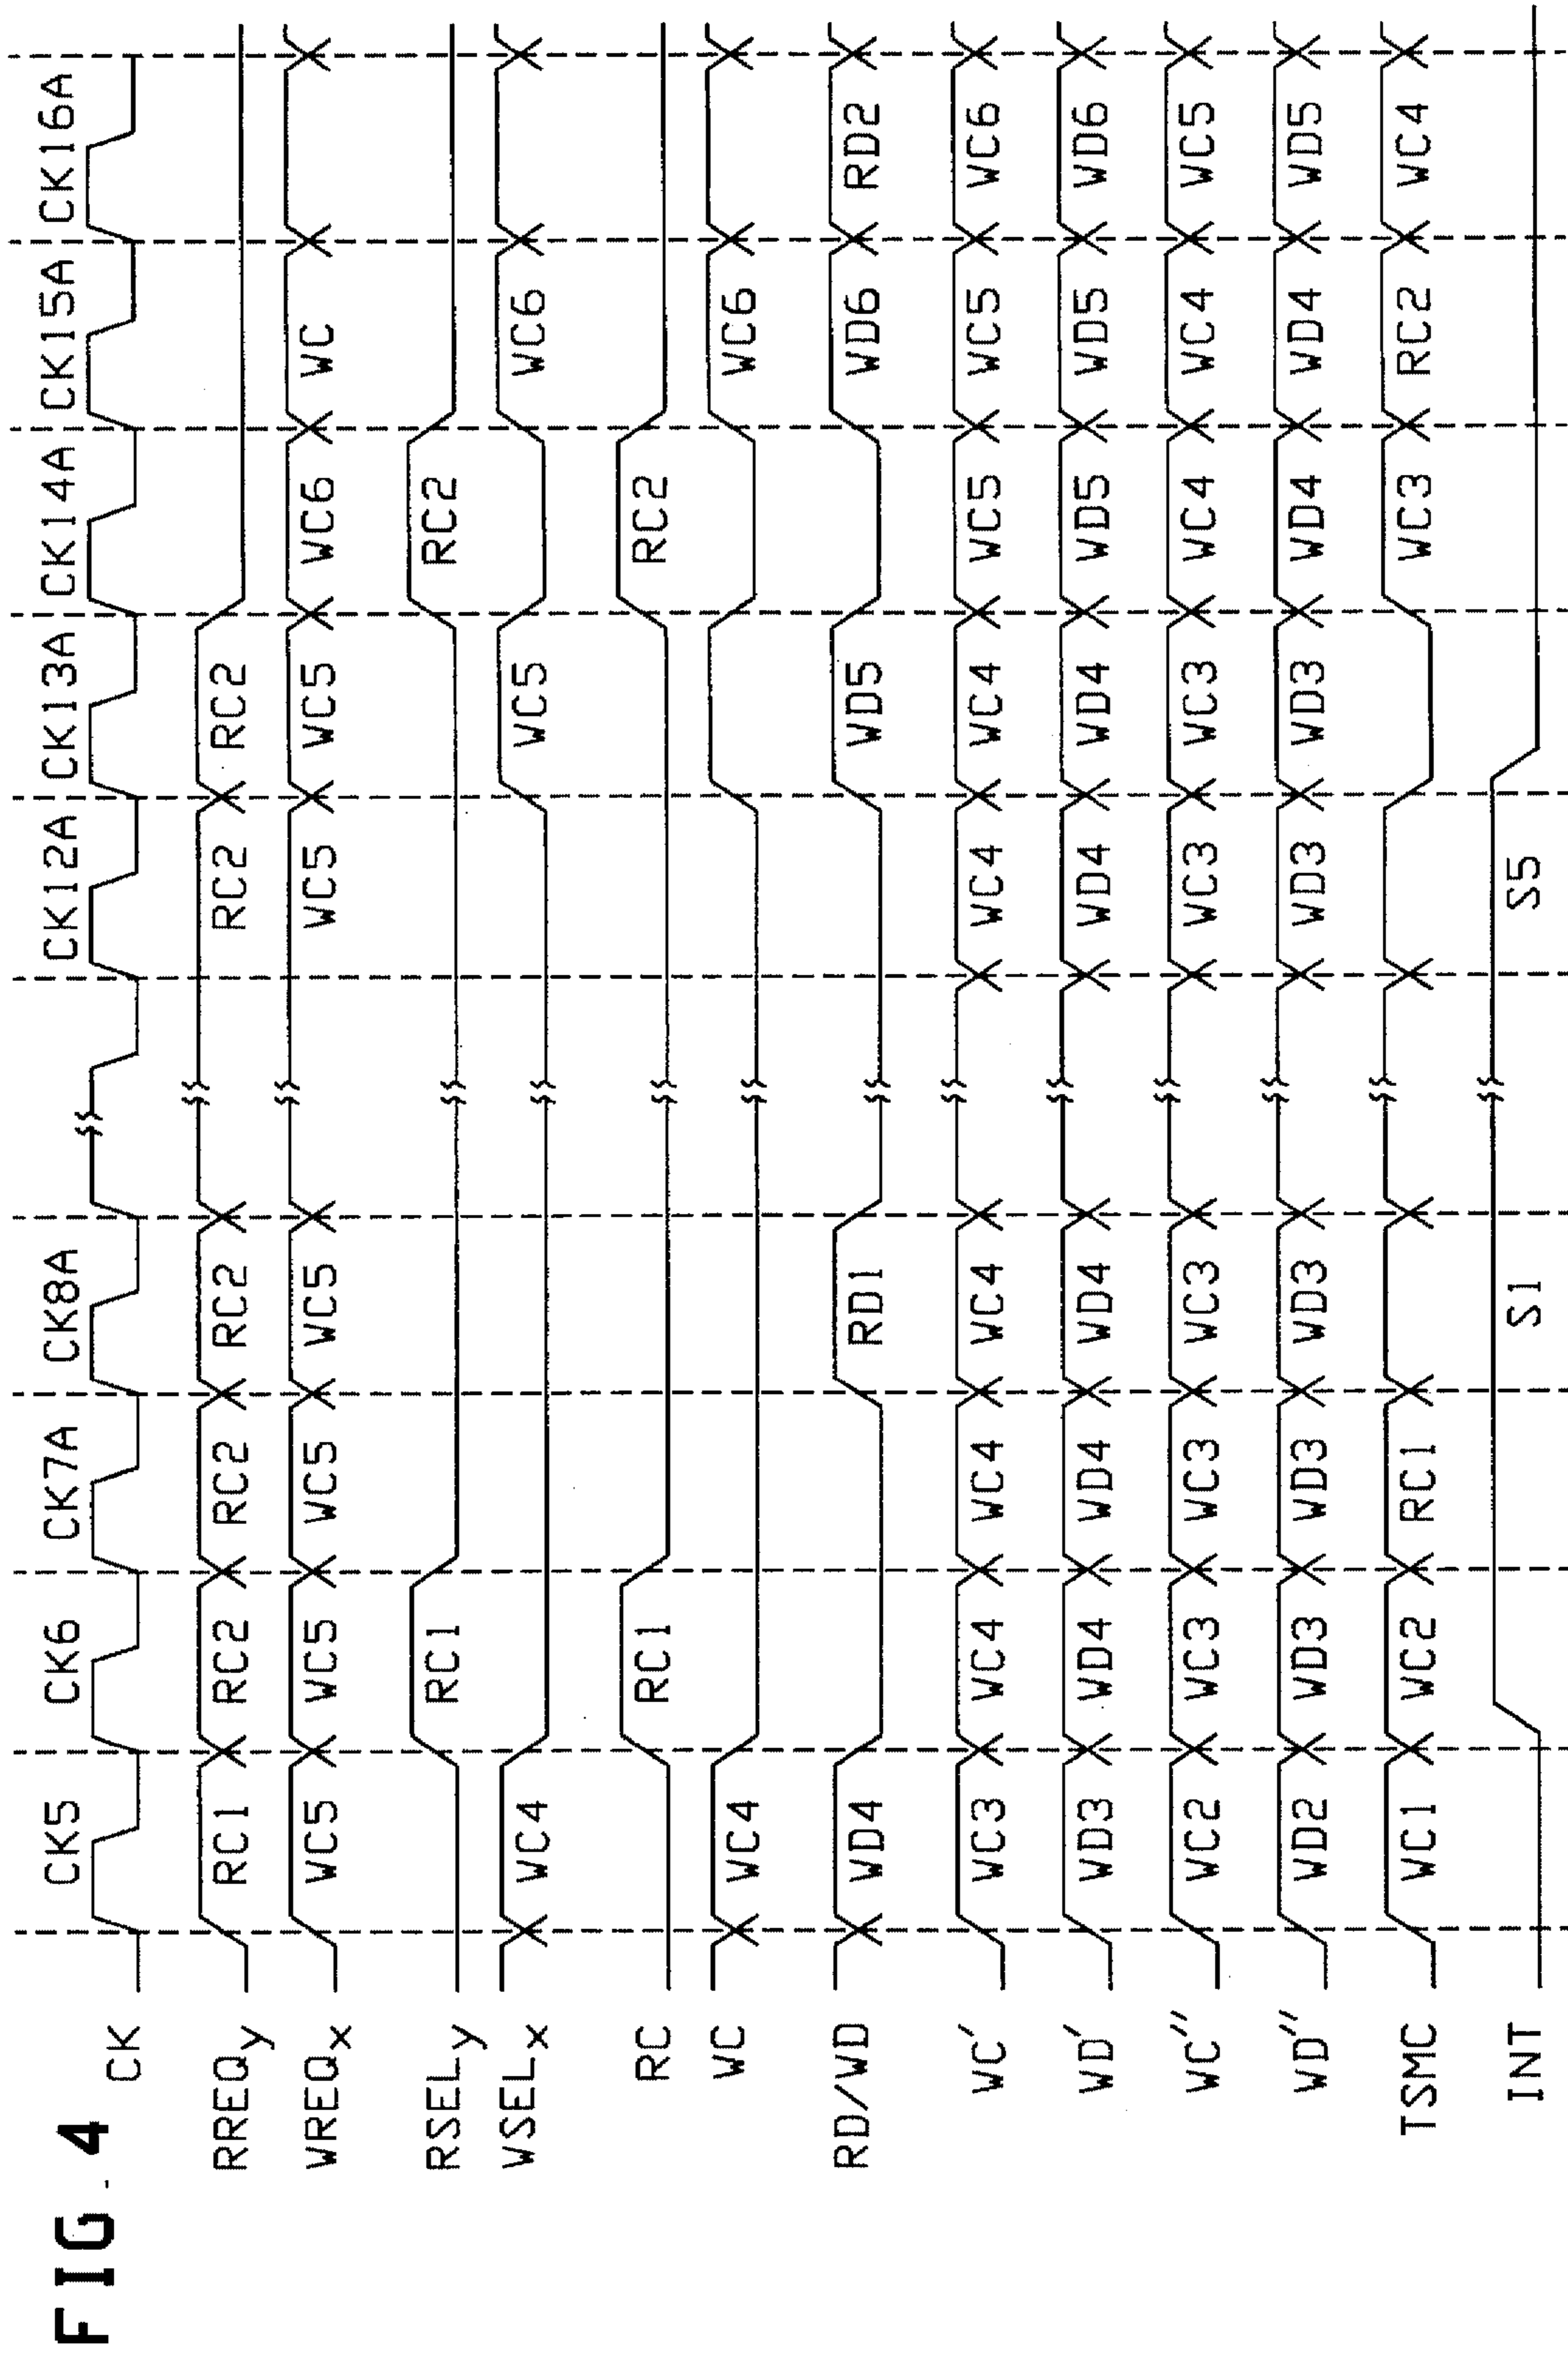 FIG. 4
CK CK5 CK6 CK7A CK8A CK12A CK13A CK14A CK15A CK16A
RREQy RC1 RC2 RC2 RC2 RC2 RC2
WREQx WC5 WC5 WC5 WC5 WC5 WC5 WC6 WC
RSELy RC1 RC2
WSELx WC4 WC5 WC6
RC RC1 RC2
WC WC4 WC6
RD/WD WD4 RD1 WD5 WD6 RD2
WC′ WC3 WC4 WC4 WC4 WC4 WC4 WC5 WC5 WC6
WD′ WD3 WD4 WD4 WD4 WD4 WD4 WD5 WD5 WD6
WC″ WC2 WC3 WC3 WC3 WC3 WC3 WC4 WC4 WC5
WD″ WD2 WD3 WD3 WD3 WD3 WD3 WD4 WD4 WD5
TSMC WC1 WC2 RC1 WC3 RC2 WC4
INT S1 S5